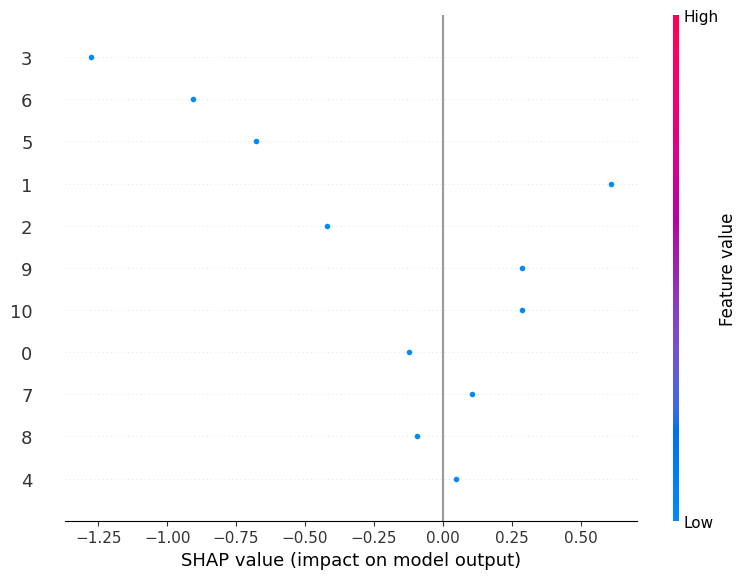 High
3
6
5
1
2
9
10
0
7
8
4
Feature value
Low
−1.25 −1.00 −0.75 −0.50 −0.25 0.00 0.25 0.50
SHAP value (impact on model output)